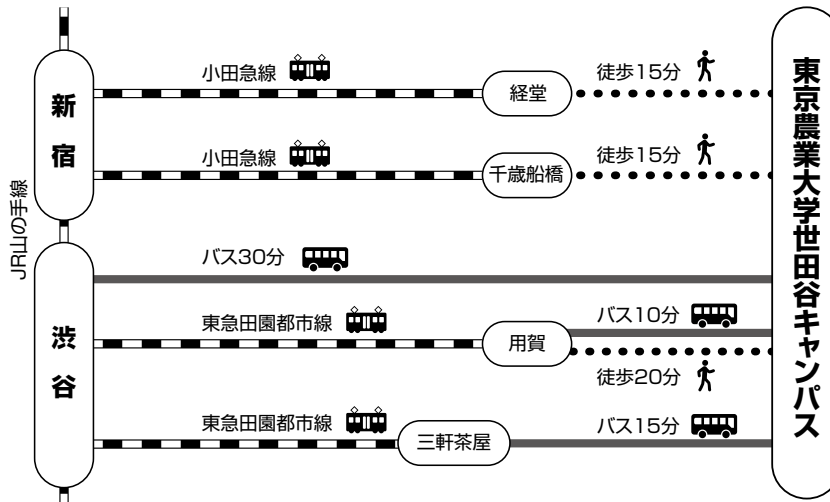 JR山の手線
新宿
小田急線
経堂
徒歩15分
小田急線
千歳船橋
徒歩15分
渋谷
バス30分
東急田園都市線
用賀
バス10分
徒歩20分
東急田園都市線
三軒茶屋
バス15分
東京農業大学世田谷キャンパス